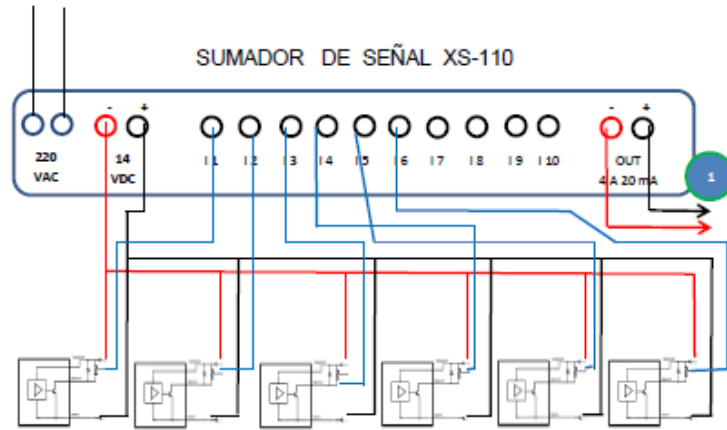 SUMADOR DE SEÑAL XS-110
- + - +
220 14 I 1 I 2 I 3 I 4 I 5 I 6 I 7 I 8 I 9 I 10 OUT
VAC VDC 4 A 20 mA
1